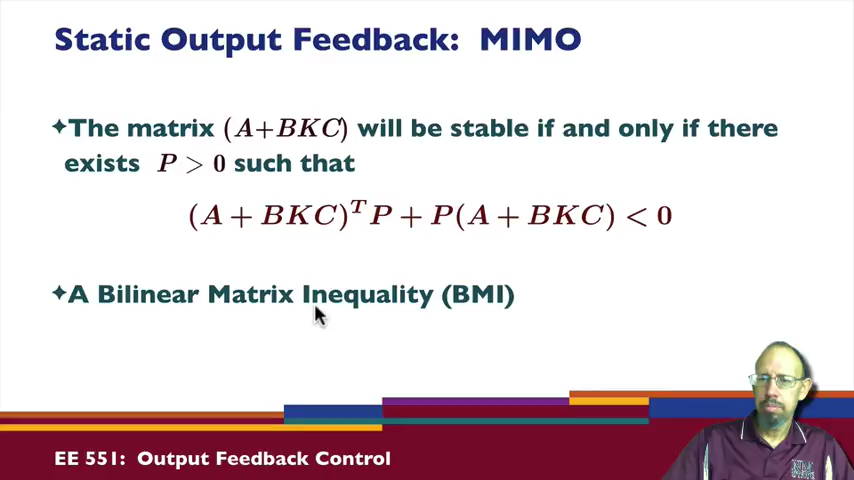 Static Output Feedback: MIMO
✦The matrix (A+BKC) will be stable if and only if there
exists P > 0 such that
(A + BKC)^T P + P(A + BKC) < 0
✦A Bilinear Matrix Inequality (BMI)
EE 551: Output Feedback Control